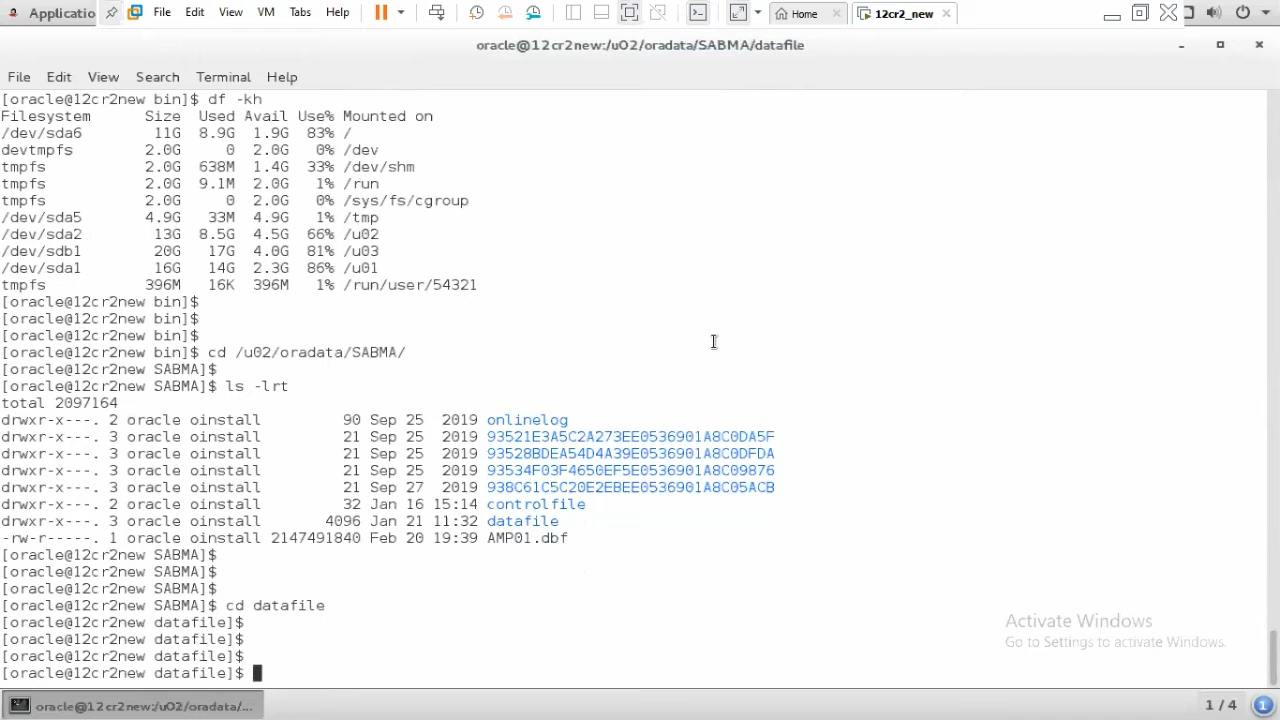 Applicatio File Edit View VM Tabs Help Home 12cr2_new
oracle@12cr2new:/u02/oradata/SABMA/datafile
File Edit View Search Terminal Help
[oracle@12cr2new bin]$ df -kh
Filesystem Size Used Avail Use% Mounted on
/dev/sda6 11G 8.9G 1.9G 83% /
devtmpfs 2.0G 0 2.0G 0% /dev
tmpfs 2.0G 638M 1.4G 33% /dev/shm
tmpfs 2.0G 9.1M 2.0G 1% /run
tmpfs 2.0G 0 2.0G 0% /sys/fs/cgroup
/dev/sda5 4.9G 33M 4.9G 1% /tmp
/dev/sda2 13G 8.5G 4.5G 66% /u02
/dev/sdb1 20G 17G 4.0G 81% /u03
/dev/sda1 16G 14G 2.3G 86% /u01
tmpfs 396M 16K 396M 1% /run/user/54321
[oracle@12cr2new bin]$
[oracle@12cr2new bin]$
[oracle@12cr2new bin]$
[oracle@12cr2new bin]$ cd /u02/oradata/SABMA/
[oracle@12cr2new SABMA]$
[oracle@12cr2new SABMA]$ ls -lrt
total 2097164
drwxr-x---. 2 oracle oinstall 90 Sep 25 2019 onlinelog
drwxr-x---. 3 oracle oinstall 21 Sep 25 2019 93521E3A5C2A273EE0536901A8C0DA5F
drwxr-x---. 3 oracle oinstall 21 Sep 25 2019 93528BDEA54D4A39E0536901A8C0DFDA
drwxr-x---. 3 oracle oinstall 21 Sep 25 2019 93534F03F4650EF5E0536901A8C09876
drwxr-x---. 3 oracle oinstall 21 Sep 27 2019 938C61C5C20E2EBEE0536901A8C05ACB
drwxr-x---. 2 oracle oinstall 32 Jan 16 15:14 controlfile
drwxr-x---. 3 oracle oinstall 4096 Jan 21 11:32 datafile
-rw-r-----. 1 oracle oinstall 2147491840 Feb 20 19:39 AMP01.dbf
[oracle@12cr2new SABMA]$
[oracle@12cr2new SABMA]$
[oracle@12cr2new SABMA]$
[oracle@12cr2new SABMA]$ cd datafile
[oracle@12cr2new datafile]$
[oracle@12cr2new datafile]$
[oracle@12cr2new datafile]$
[oracle@12cr2new datafile]$
Activate Windows
Go to Settings to activate Windows.
oracle@12cr2new:/u02/oradata/... 1 / 4 1